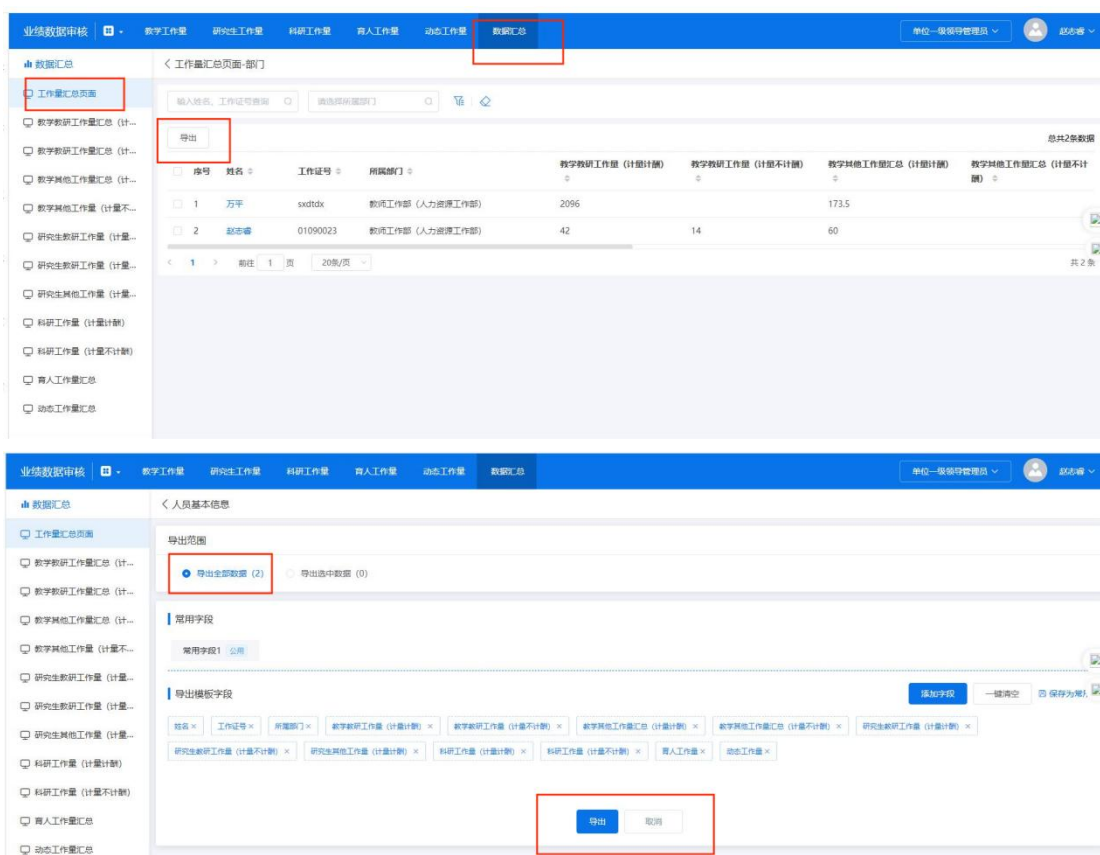 业绩数据审核 教学工作量 研究生工作量 科研工作量 育人工作量 动态工作量 数据汇总 单位一级领导管理员 赵志睿
数据汇总
工作量汇总页面
教学教研工作量汇总（计...
教学教研工作量汇总（计...
教学其他工作量汇总（计...
教学其他工作量（计量不...
研究生教研工作量（计量...
研究生教研工作量（计量...
研究生其他工作量（计量...
科研工作量（计量计酬）
科研工作量（计量不计酬）
育人工作量汇总
动态工作量汇总
< 工作量汇总页面-部门
输入姓名、工作证号查询 请选择所属部门
导出 总共2条数据
序号 姓名 工作证号 所属部门 教学教研工作量（计量计酬） 教学教研工作量（计量不计酬） 教学其他工作量汇总（计量计酬） 教学其他工作量汇总（计量不计酬）
1 万平 sxdtdx 教师工作部（人力资源工作部） 2096 173.5
2 赵志睿 01090023 教师工作部（人力资源工作部） 42 14 60
< 1 > 前往 1 页 20条/页 共2条
业绩数据审核 教学工作量 研究生工作量 科研工作量 育人工作量 动态工作量 数据汇总 单位一级领导管理员 赵志睿
数据汇总
工作量汇总页面
教学教研工作量汇总（计...
教学教研工作量汇总（计...
教学其他工作量汇总（计...
教学其他工作量（计量不...
研究生教研工作量（计量...
研究生教研工作量（计量...
研究生其他工作量（计量...
科研工作量（计量计酬）
科研工作量（计量不计酬）
育人工作量汇总
动态工作量汇总
< 人员基本信息
导出范围
导出全部数据（2） 导出选中数据（0）
常用字段
常用字段1 公用
导出模板字段 添加字段 一键清空 保存为常用
姓名× 工作证号× 所属部门× 教学教研工作量（计量计酬）× 教学教研工作量（计量不计酬）× 教学其他工作量汇总（计量计酬）× 教学其他工作量汇总（计量不计酬）× 研究生教研工作量（计量计酬）×
研究生教研工作量（计量不计酬）× 研究生其他工作量（计量计酬）× 科研工作量（计量计酬）× 科研工作量（计量不计酬）× 育人工作量× 动态工作量×
导出 取消